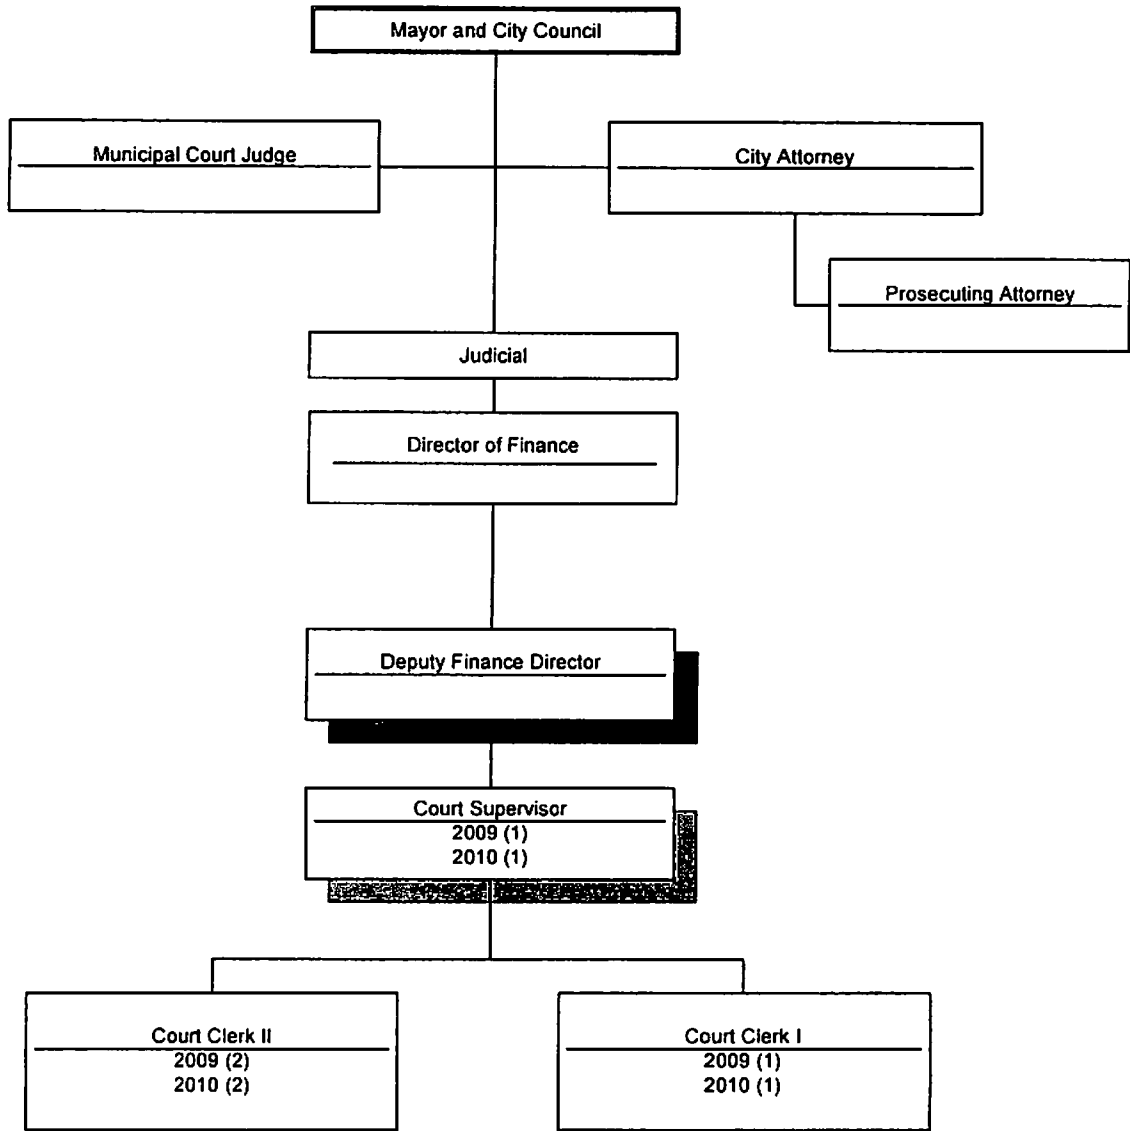 Mayor and City Council
Municipal Court Judge
City Attorney
Prosecuting Attorney
Judicial
Director of Finance
Deputy Finance Director
Court Supervisor
2009 (1)
2010 (1)
Court Clerk II
2009 (2)
2010 (2)
Court Clerk I
2009 (1)
2010 (1)